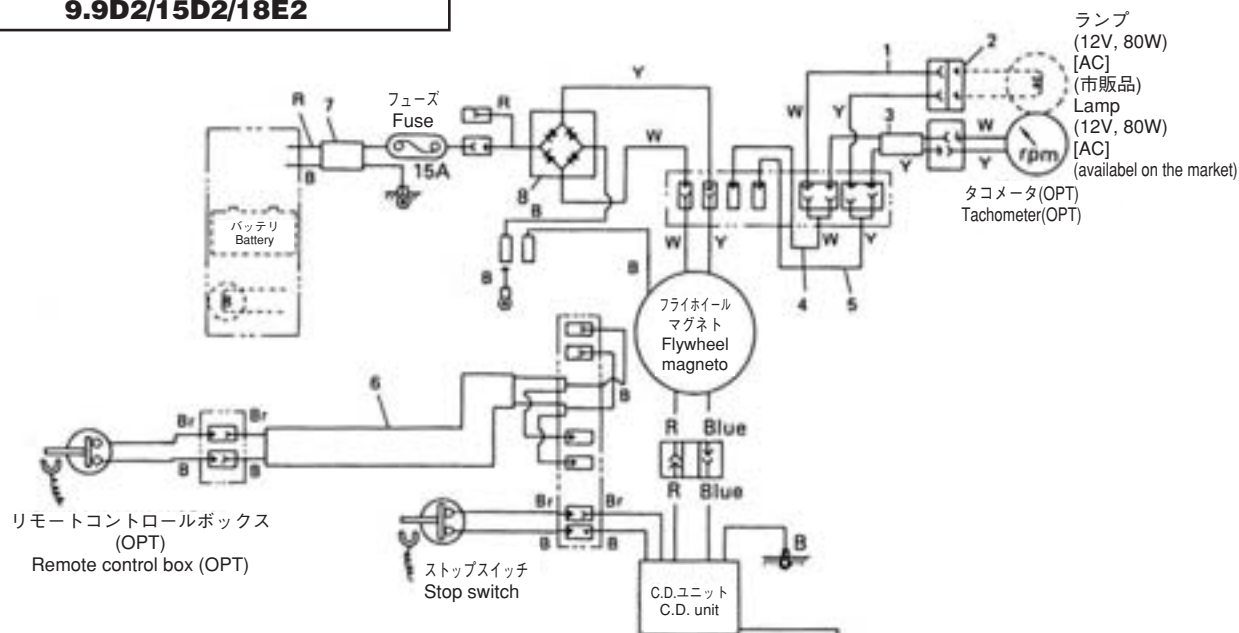 9.9D2/15D2/18E2
ランプ
(12V, 80W)
[AC]
(市販品)
Lamp
(12V, 80W)
[AC]
(availabel on the market)
1
2
Y
R
7
フューズ
Fuse
15A
R
B
8
W
W
Y
3
W
Y
Y
rpm
タコメータ(OPT)
Tachometer(OPT)
バッテリ
Battery
B
B
B
W
Y
W
Y
4
5
フライホイール
マグネト
Flywheel
magneto
6
B
Br
Br
B
B
R
Blue
R
Blue
リモートコントロールボックス
(OPT)
Remote control box (OPT)
Br
Br
B
B
ストップスイッチ
Stop switch
B
C.D.ユニット
C.D. unit